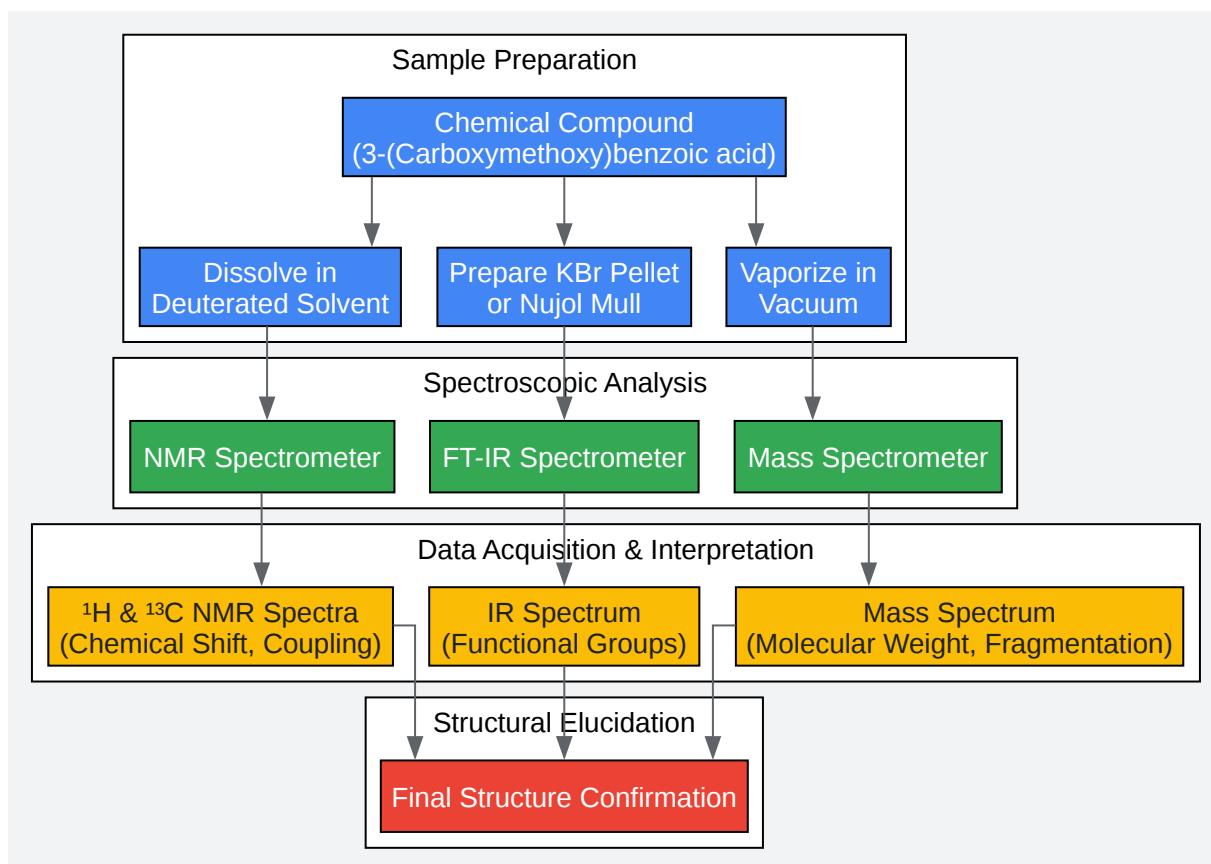 Sample Preparation
Chemical Compound
(3-(Carboxymethoxy)benzoic acid)
Dissolve in
Deuterated Solvent
Prepare KBr Pellet
or Nujol Mull
Vaporize in
Vacuum
Spectroscopic Analysis
NMR Spectrometer
FT-IR Spectrometer
Mass Spectrometer
Data Acquisition & Interpretation
¹H & ¹³C NMR Spectra
(Chemical Shift, Coupling)
IR Spectrum
(Functional Groups)
Mass Spectrum
(Molecular Weight, Fragmentation)
Structural Elucidation
Final Structure Confirmation